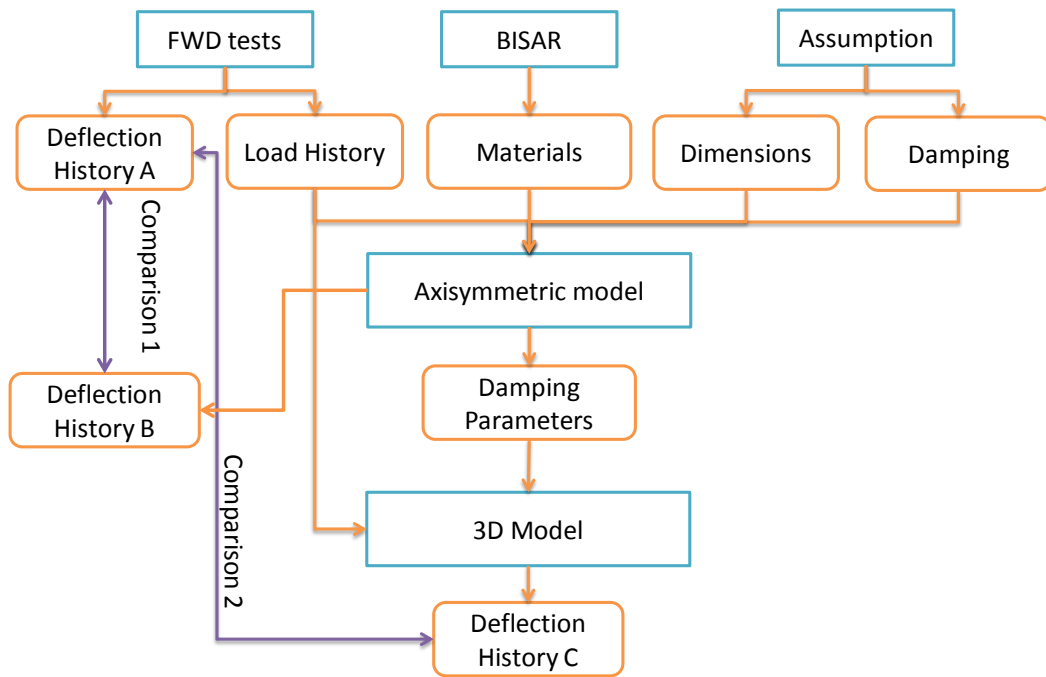 FWD tests
BISAR
Assumption
Deflection
History A
Load History
Materials
Dimensions
Damping
Comparison 1
Axisymmetric model
Deflection
History B
Damping
Parameters
Comparison 2
3D Model
Deflection
History C